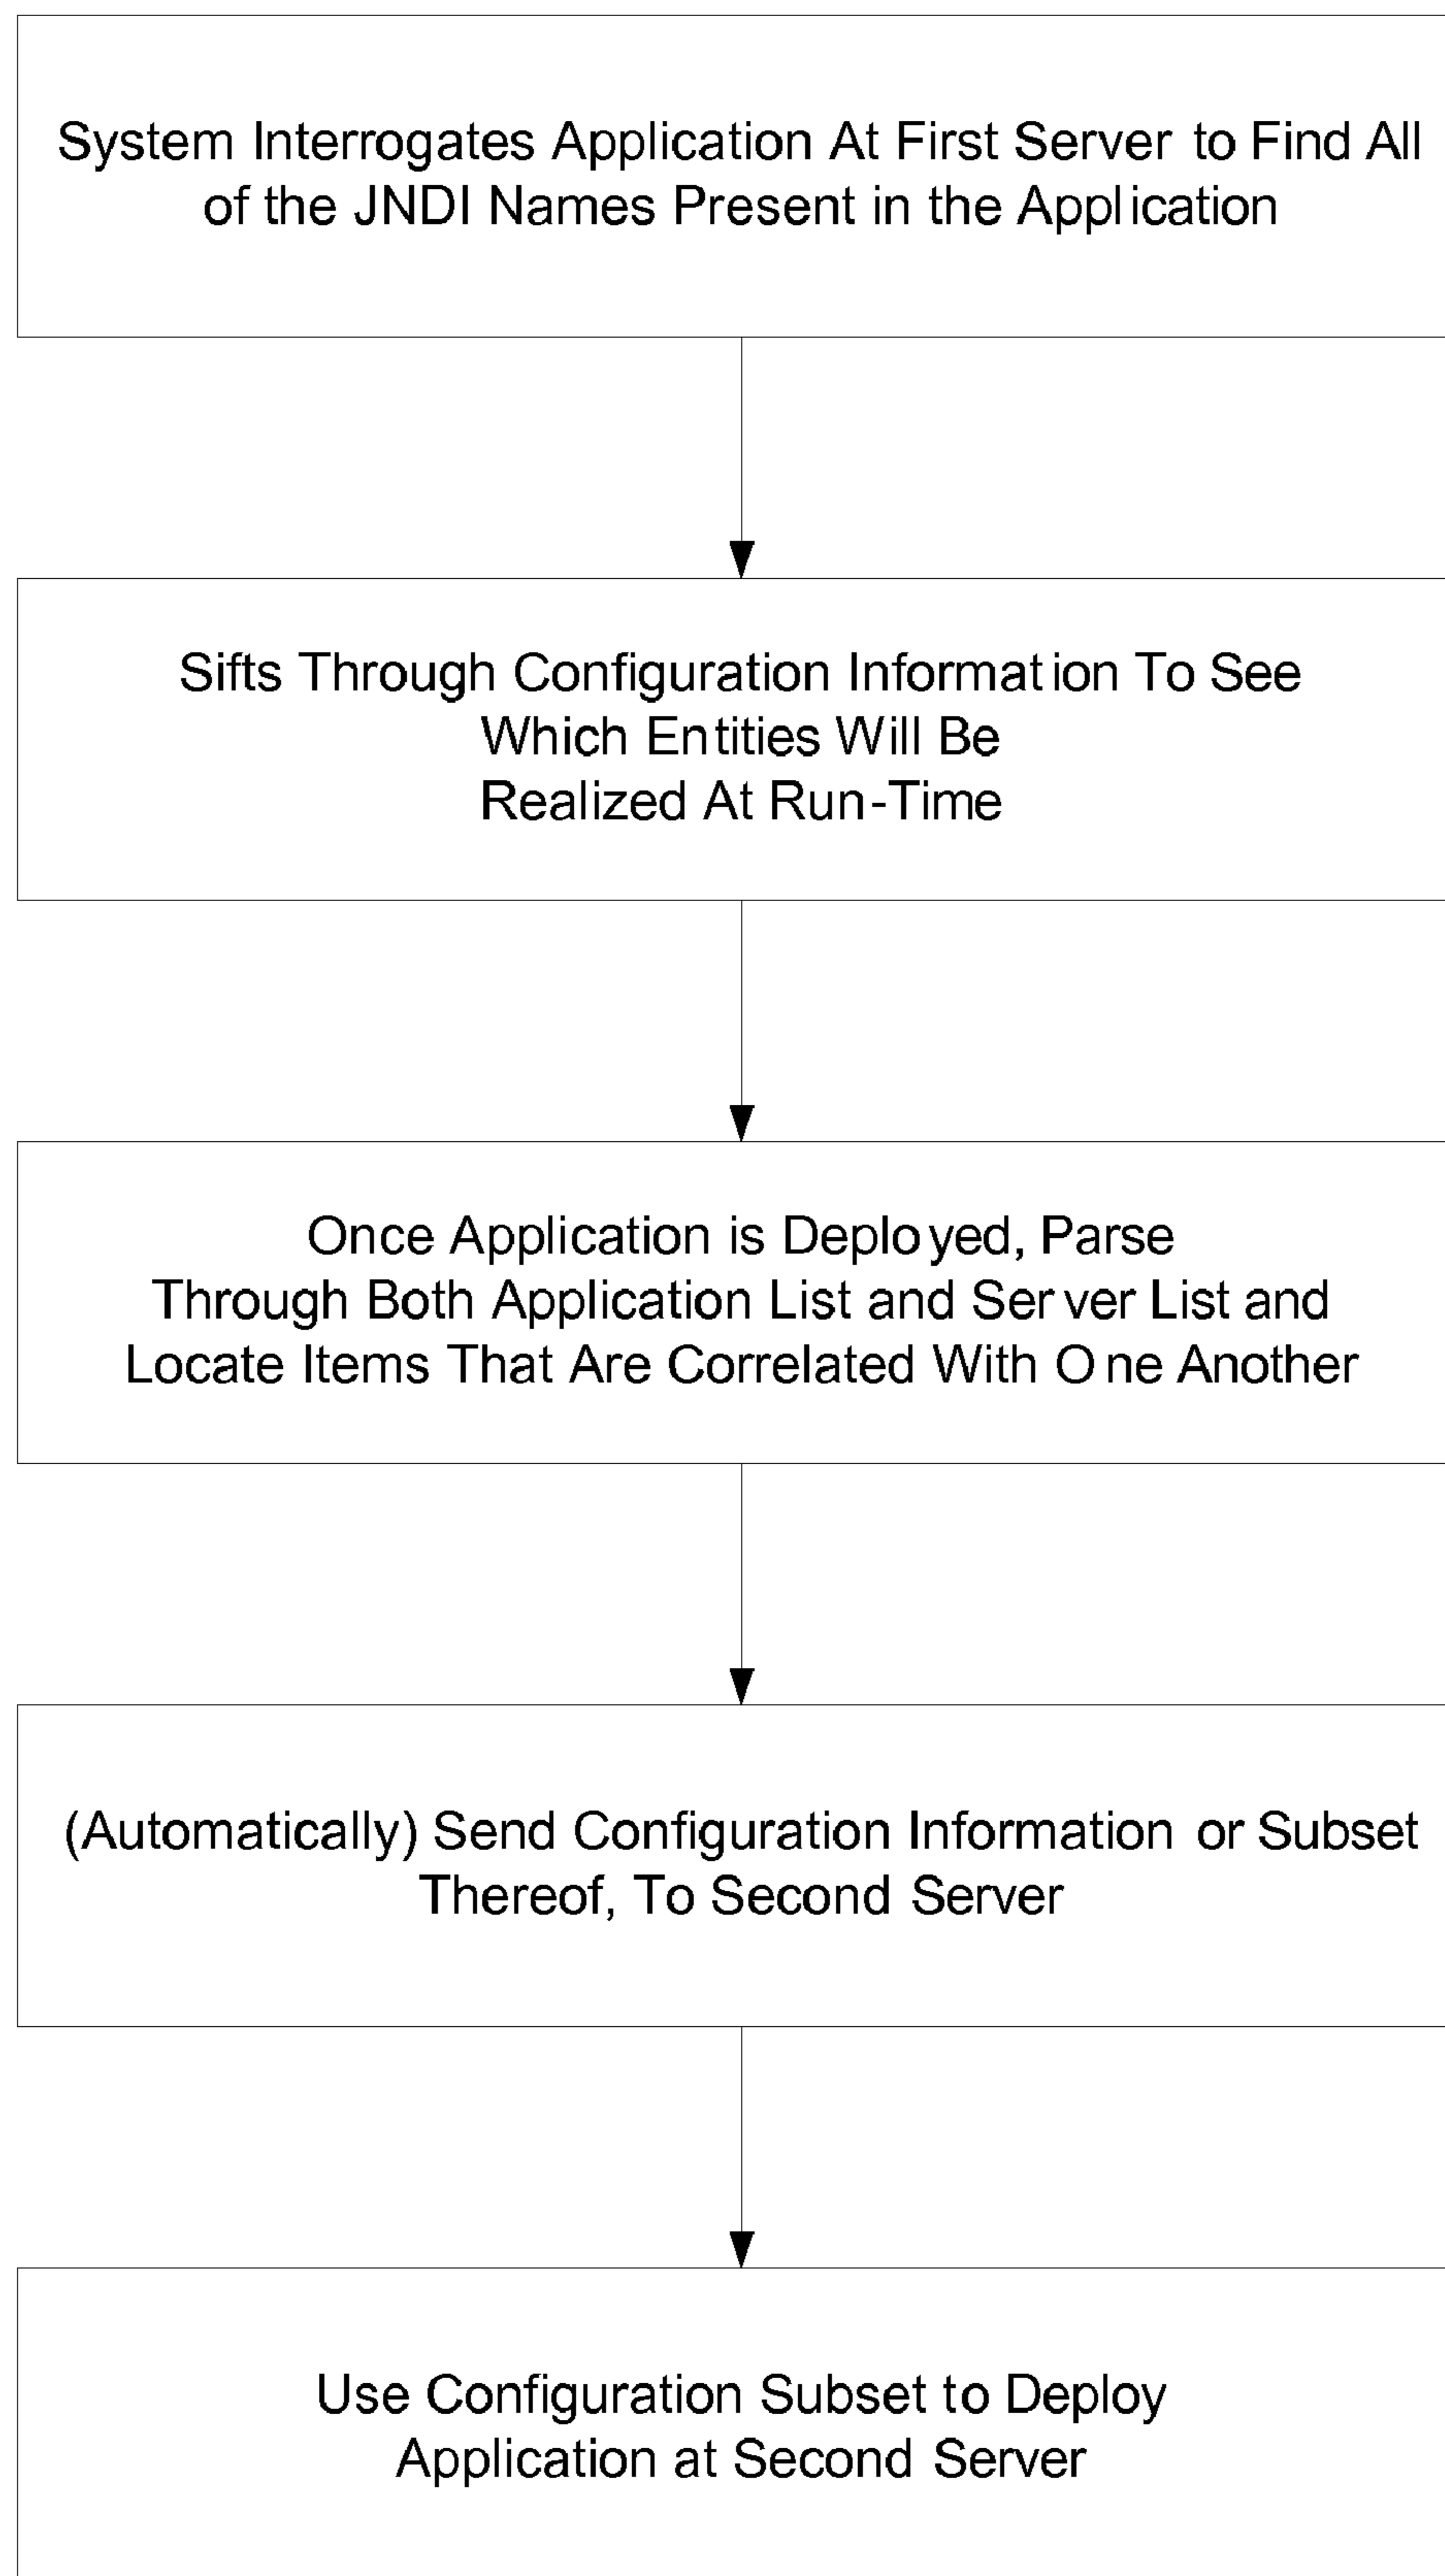 System Interrogates Application At First Server to Find All
of the JNDI Names Present in the Application
Sifts Through Configuration Information To See
Which Entities Will Be
Realized At Run-Time
Once Application is Deployed, Parse
Through Both Application List and Server List and
Locate Items That Are Correlated With One Another
(Automatically) Send Configuration Information or Subset
Thereof, To Second Server
Use Configuration Subset to Deploy
Application at Second Server